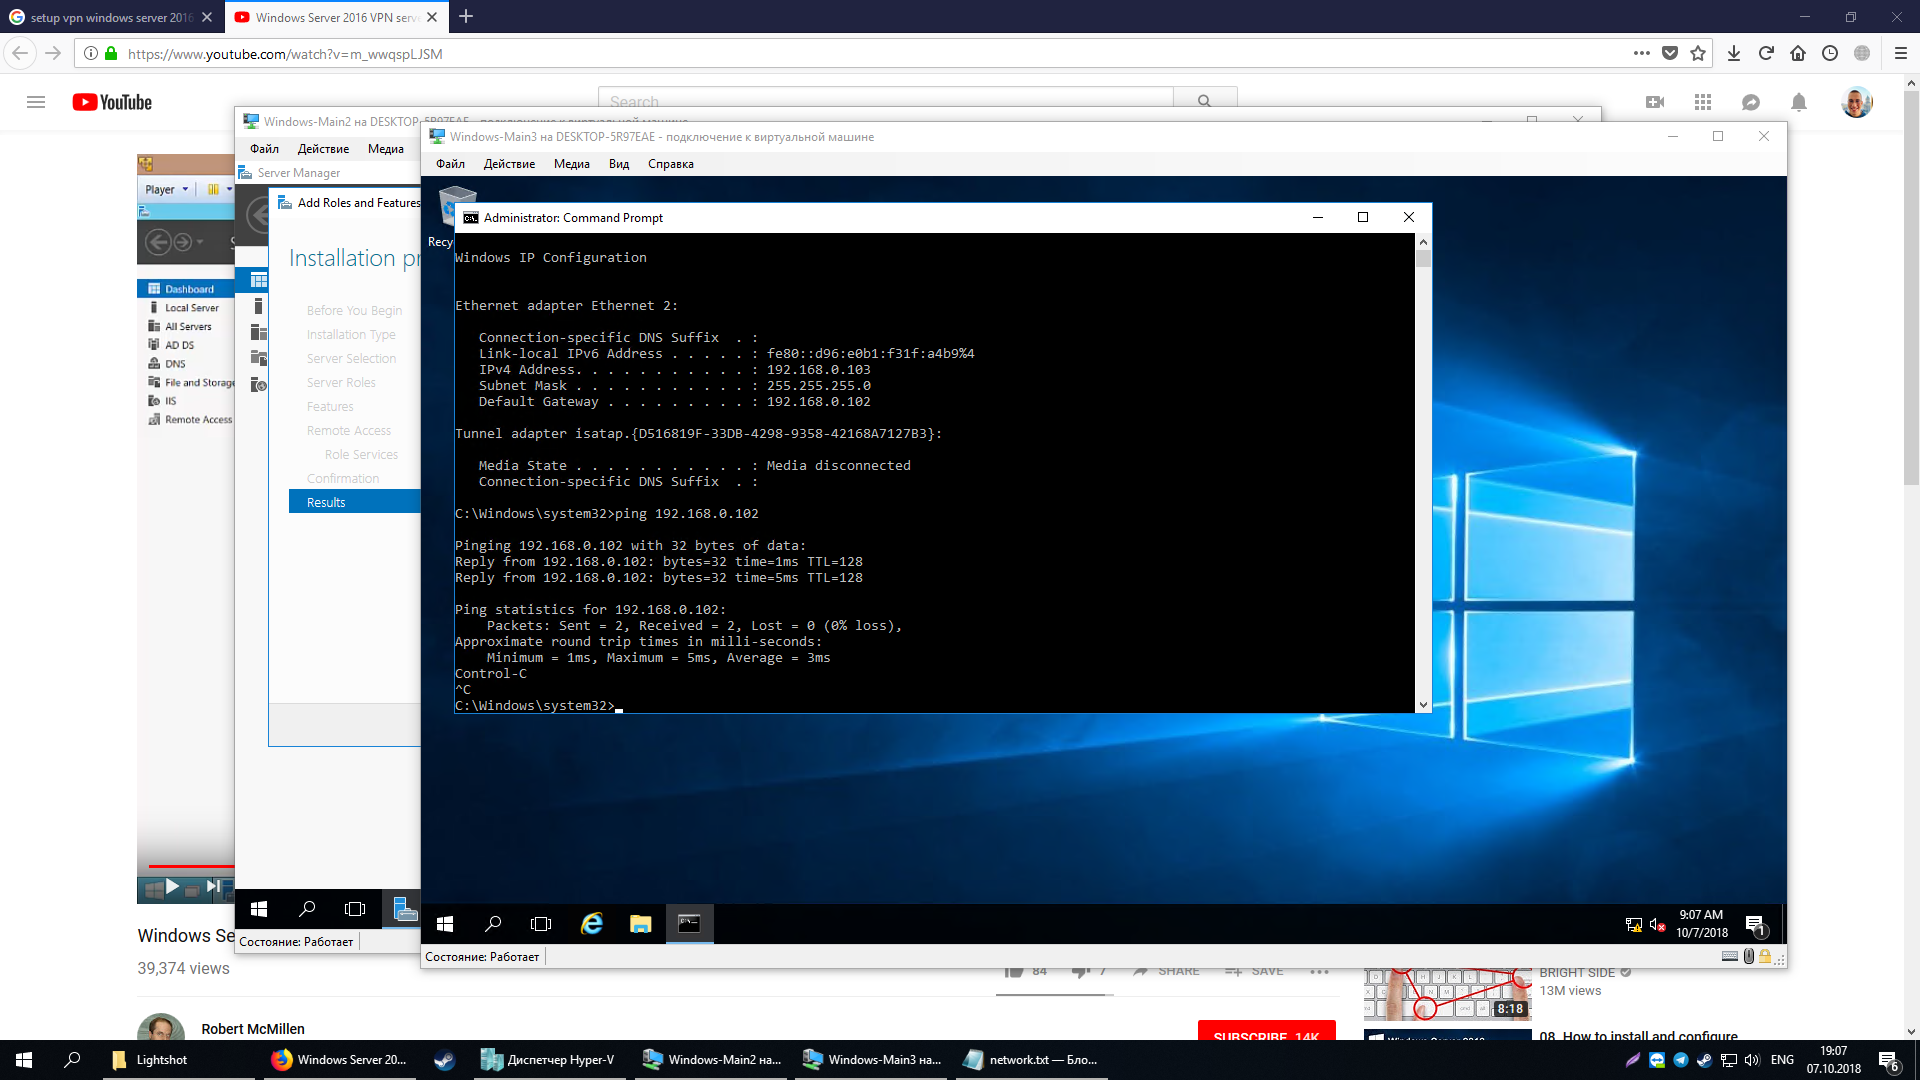 setup vpn windows server 2016
Windows Server 2016 VPN serve
https://www.youtube.com/watch?v=m_wwqspLJSM
YouTube
Search
Windows-Main2 на DESKTOP-5R97EAE - подключение к виртуальной машине
Файл Действие Медиа
Server Manager
Windows-Main3 на DESKTOP-5R97EAE - подключение к виртуальной машине
Файл Действие Медиа Вид Справка
Player
Dashboard
Local Server
All Servers
AD DS
DNS
File and Storage
IIS
Remote Access
Add Roles and Features
Installation pr
Before You Begin
Installation Type
Server Selection
Server Roles
Features
Remote Access
Role Services
Confirmation
Results
Recy
Administrator: Command Prompt
Windows IP Configuration
Ethernet adapter Ethernet 2:
Connection-specific DNS Suffix . :
Link-local IPv6 Address . . . . . : fe80::d96:e0b1:f31f:a4b9%4
IPv4 Address. . . . . . . . . . . : 192.168.0.103
Subnet Mask . . . . . . . . . . . : 255.255.255.0
Default Gateway . . . . . . . . . : 192.168.0.102
Tunnel adapter isatap.{D516819F-33DB-4298-9358-42168A7127B3}:
Media State . . . . . . . . . . . : Media disconnected
Connection-specific DNS Suffix . :
C:\Windows\system32>ping 192.168.0.102
Pinging 192.168.0.102 with 32 bytes of data:
Reply from 192.168.0.102: bytes=32 time=1ms TTL=128
Reply from 192.168.0.102: bytes=32 time=5ms TTL=128
Ping statistics for 192.168.0.102:
Packets: Sent = 2, Received = 2, Lost = 0 (0% loss),
Approximate round trip times in milli-seconds:
Minimum = 1ms, Maximum = 5ms, Average = 3ms
Control-C
^C
C:\Windows\system32>
9:07 AM
10/7/2018
1
Состояние: Работает
Состояние: Работает
Windows Se
39,374 views
84 7 SHARE SAVE
BRIGHT SIDE
13M views
8:18
Robert McMillen
SUBSCRIBE 14K
08. How to install and configure
Lightshot
Windows Server 20...
Диспетчер Hyper-V
Windows-Main2 на...
Windows-Main3 на...
network.txt — Бло...
ENG
19:07
07.10.2018
6